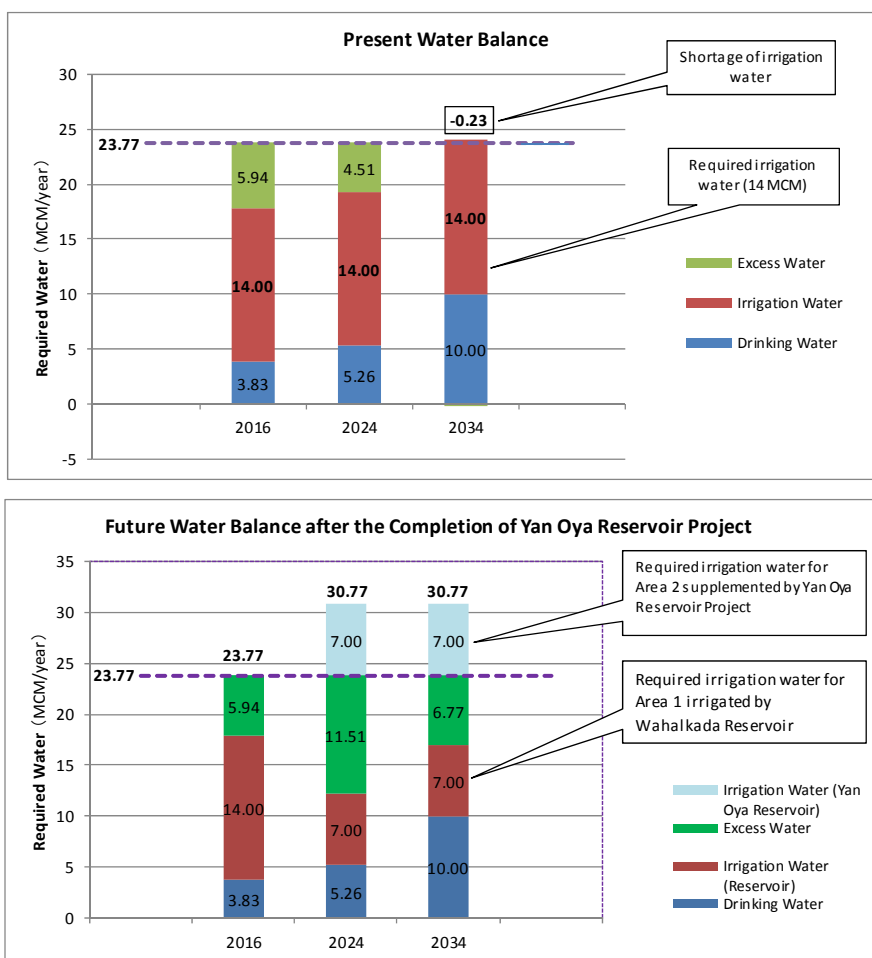 Present Water Balance
Shortage of irrigation
water
Required irrigation
water (14 MCM)
Required Water (MCM/year)
30
25
20
15
10
5
0
-5
23.77
-0.23
5.94
4.51
14.00
14.00
14.00
3.83
5.26
10.00
2016
2024
2034
Excess Water
Irrigation Water
Drinking Water
Future Water Balance after the Completion of Yan Oya Reservoir Project
Required irrigation water for
Area 2 supplemented by Yan Oya
Reservoir Project
Required irrigation water for
Area 1 irrigated by
Wahalkada Reservoir
Required Water (MCM/year)
35
30
25
20
15
10
5
0
23.77
23.77
30.77
30.77
7.00
7.00
5.94
11.51
6.77
14.00
7.00
7.00
3.83
5.26
10.00
2016
2024
2034
Irrigation Water (Yan
Oya Reservoir)
Excess Water
Irrigation Water
(Reservoir)
Drinking Water